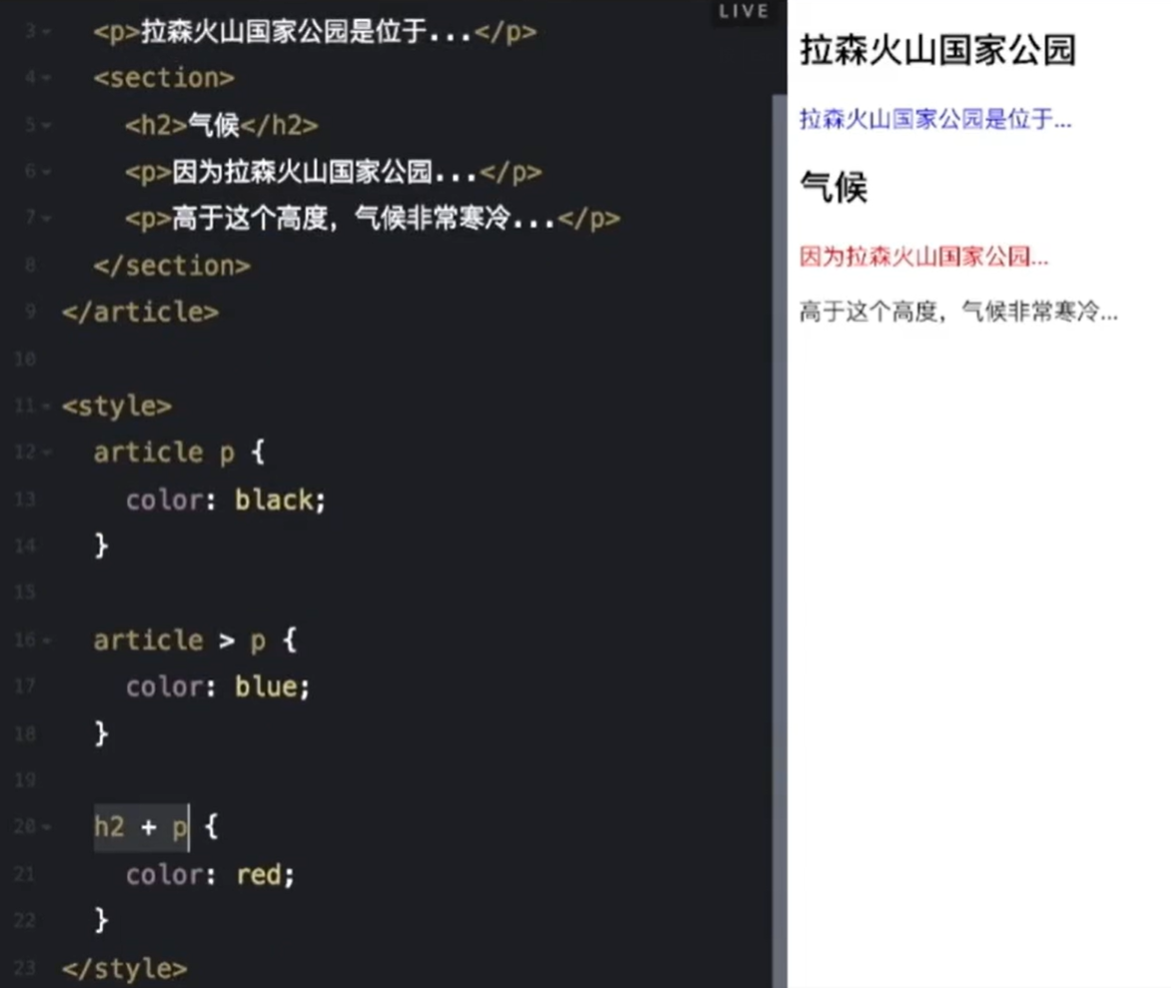 LIVE
3 <p>拉森火山国家公园是位于...</p>
4 <section>
5 <h2>气候</h2>
6 <p>因为拉森火山国家公园...</p>
7 <p>高于这个高度，气候非常寒冷...</p>
8 </section>
9 </article>
10
11 <style>
12 article p {
13 color: black;
14 }
15
16 article > p {
17 color: blue;
18 }
19
20 h2 + p {
21 color: red;
22 }
23 </style>
拉森火山国家公园
拉森火山国家公园是位于...
气候
因为拉森火山国家公园...
高于这个高度，气候非常寒冷...